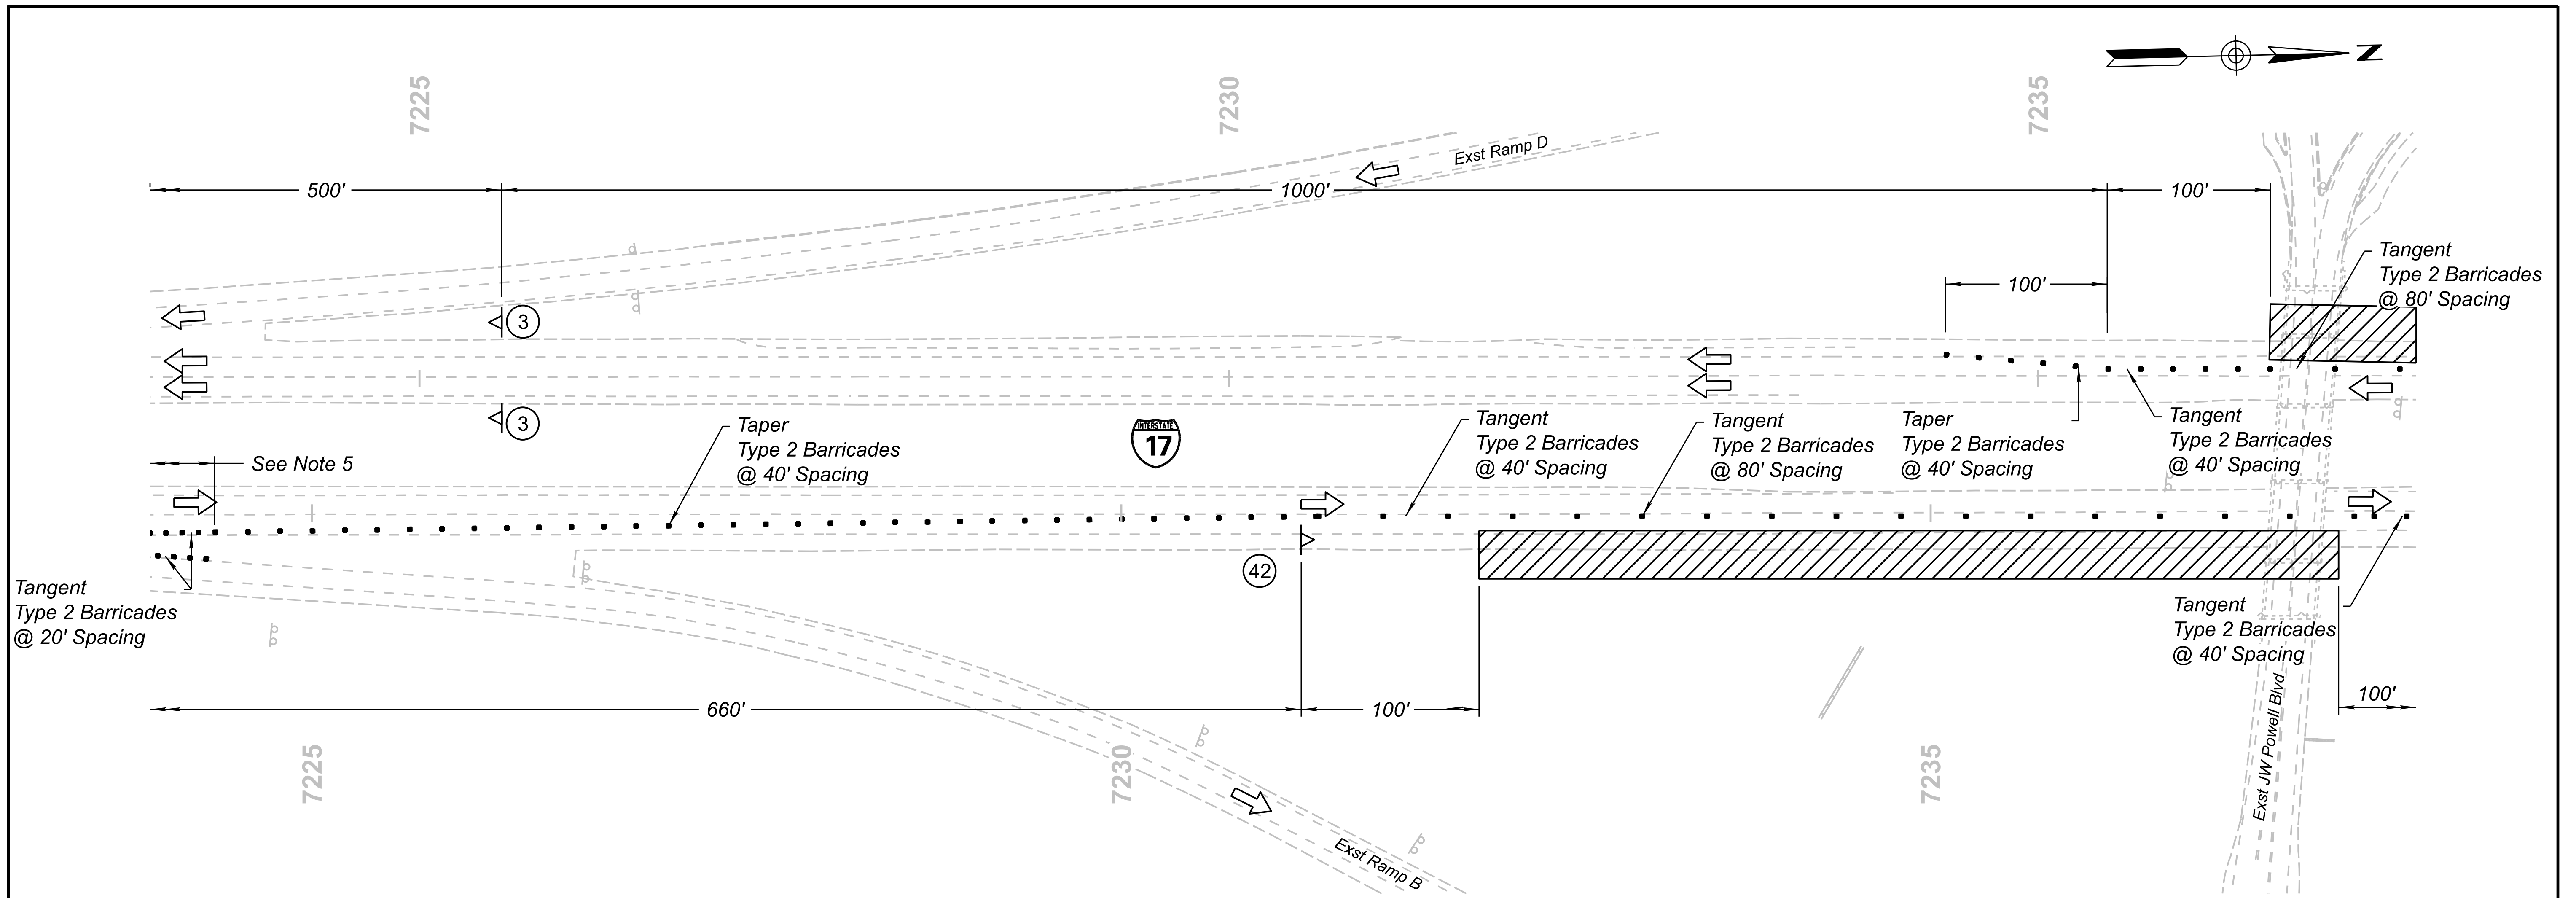 N
7225
7230
7235
Exst Ramp D
500'
1000'
100'
100'
Tangent
Type 2 Barricades
@ 80' Spacing
3
3
INTERSTATE
17
See Note 5
Taper
Type 2 Barricades
@ 40' Spacing
Tangent
Type 2 Barricades
@ 40' Spacing
Tangent
Type 2 Barricades
@ 80' Spacing
Taper
Type 2 Barricades
@ 40' Spacing
Tangent
Type 2 Barricades
@ 40' Spacing
42
Tangent
Type 2 Barricades
@ 20' Spacing
Tangent
Type 2 Barricades
@ 40' Spacing
660'
100'
100'
Exst JW Powell Blvd
7225
7230
7235
Exst Ramp B